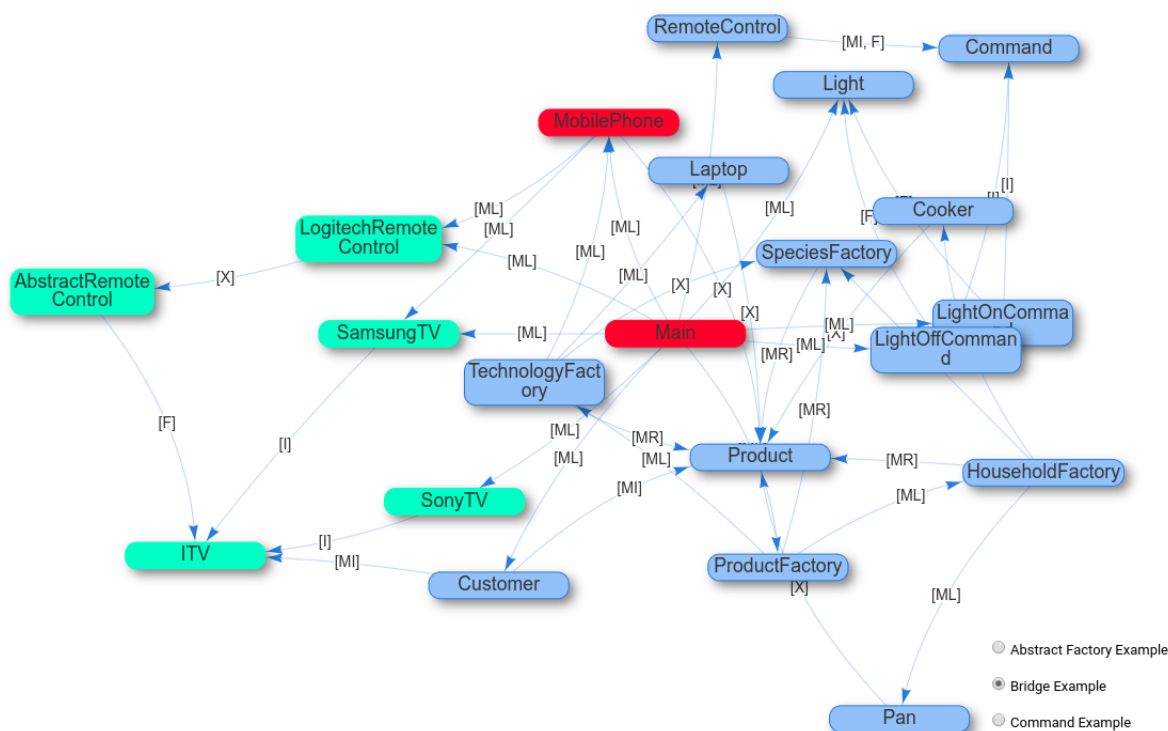 RemoteControl
[MI, F]
Command
Light
MobilePhone
Laptop
[I]
[ML]
[ML]
[F]
Cooker
LogitechRemote
Control
[ML]
[ML]
[ML]
[ML]
SpeciesFactory
[X]
AbstractRemote
Control
[ML]
[X]
[X]
[X]
SamsungTV
[ML]
Main
[ML]
LightOnComma
[ML]
LightOffComman
d
[MR]
TechnologyFactory
[MR]
[F]
[ML]
[MR]
[I]
[ML]
[ML]
Product
[MR]
HouseholdFactory
[MI]
[ML]
SonyTV
[I]
ITV
[MI]
Customer
ProductFactory
[X]
[ML]
Abstract Factory Example
Bridge Example
Pan
Command Example